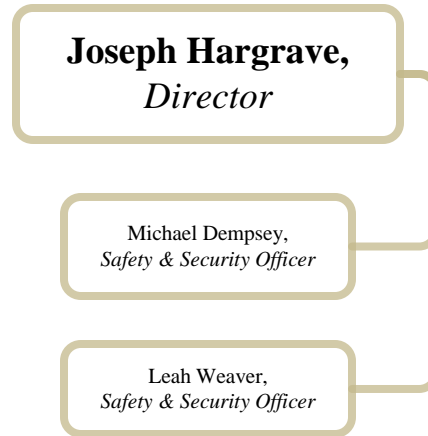 Joseph Hargrave,
Director
Michael Dempsey,
Safety & Security Officer
Leah Weaver,
Safety & Security Officer